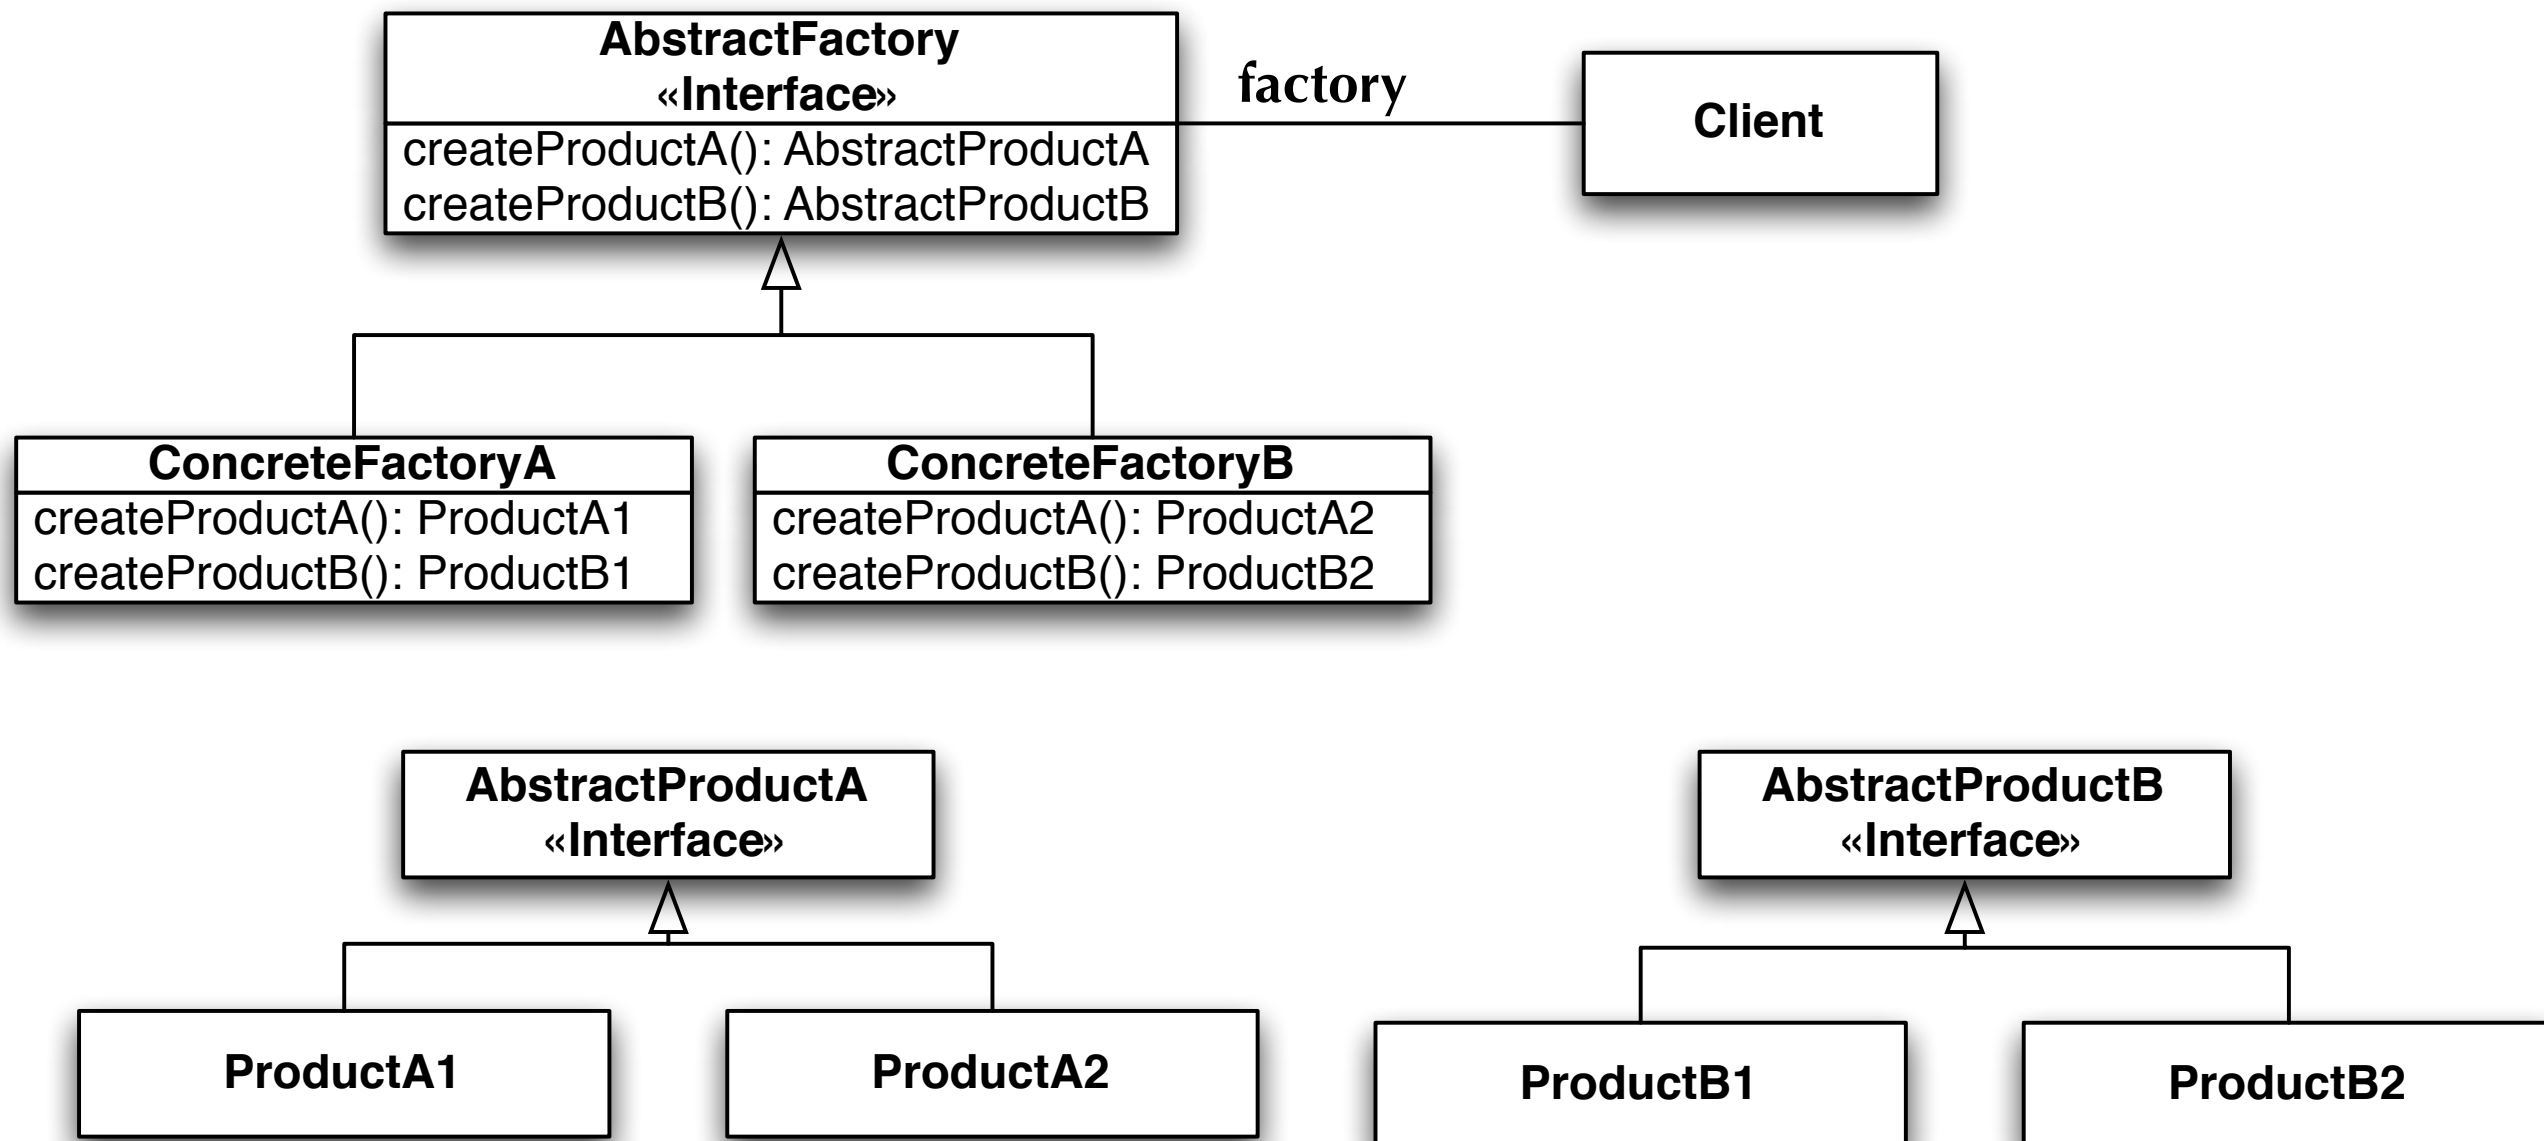 AbstractFactory
«Interface»
createProductA(): AbstractProductA
createProductB(): AbstractProductB
factory
Client
ConcreteFactoryA
createProductA(): ProductA1
createProductB(): ProductB1
ConcreteFactoryB
createProductA(): ProductA2
createProductB(): ProductB2
AbstractProductA
«Interface»
AbstractProductB
«Interface»
ProductA1
ProductA2
ProductB1
ProductB2